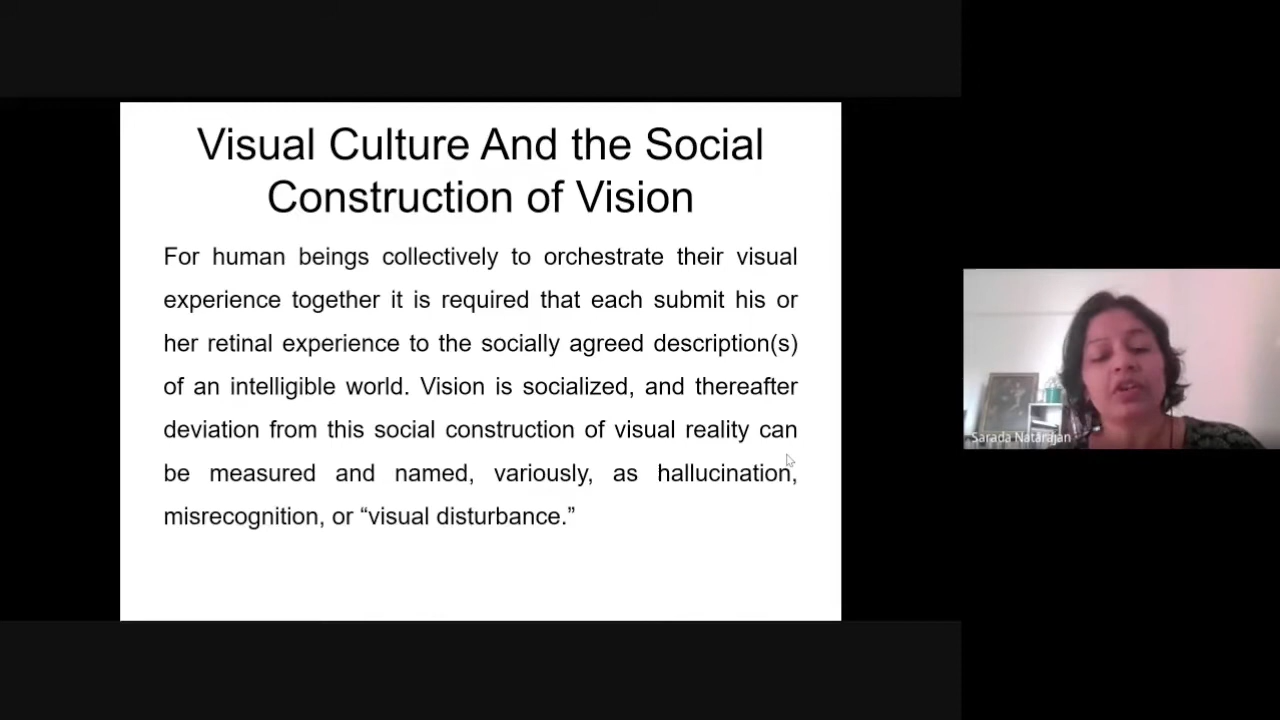 Visual Culture And the Social
Construction of Vision
For human beings collectively to orchestrate their visual
experience together it is required that each submit his or
her retinal experience to the socially agreed description(s)
of an intelligible world. Vision is socialized, and thereafter
deviation from this social construction of visual reality can
be measured and named, variously, as hallucination,
misrecognition, or “visual disturbance.”
Sarada Natarajan